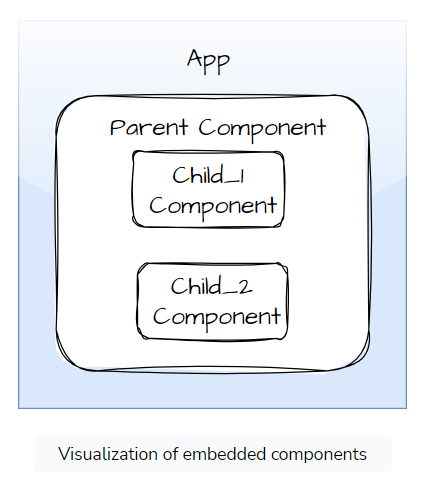 App
Parent Component
Child_1
Component
Child_2
Component
Visualization of embedded components